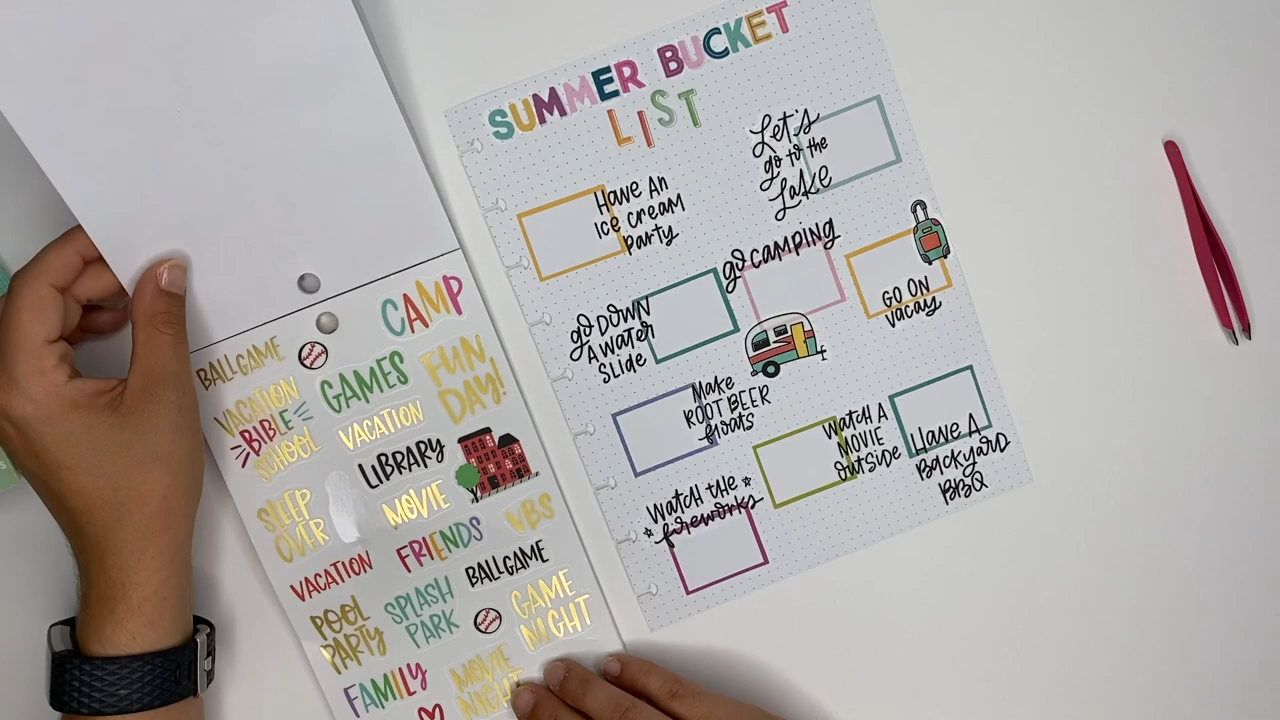 SUMMER BUCKET
LIST
Let's
go to the
Lake
Have An
Ice cream
party
go CAMPING
GO ON
vacay
go DOWN
A Water
Slide
Make
ROOT BEER
floats
Watch A
MOVIE
outside
Have A
Backyard
BBQ
Watch the
fireworks
CAMP
BALLGAME
GAMES
FUN
DAY!
VACATION
BIBLE
SCHOOL
VACATION
LIBRARY
SLEEP
OVER
MOVIE
VBS
FRIENDS
VACATION
BALLGAME
POOL
PARTY
SPLASH
PARK
GAME
NIGHT
FAMILY
MOVIE
NIGHT